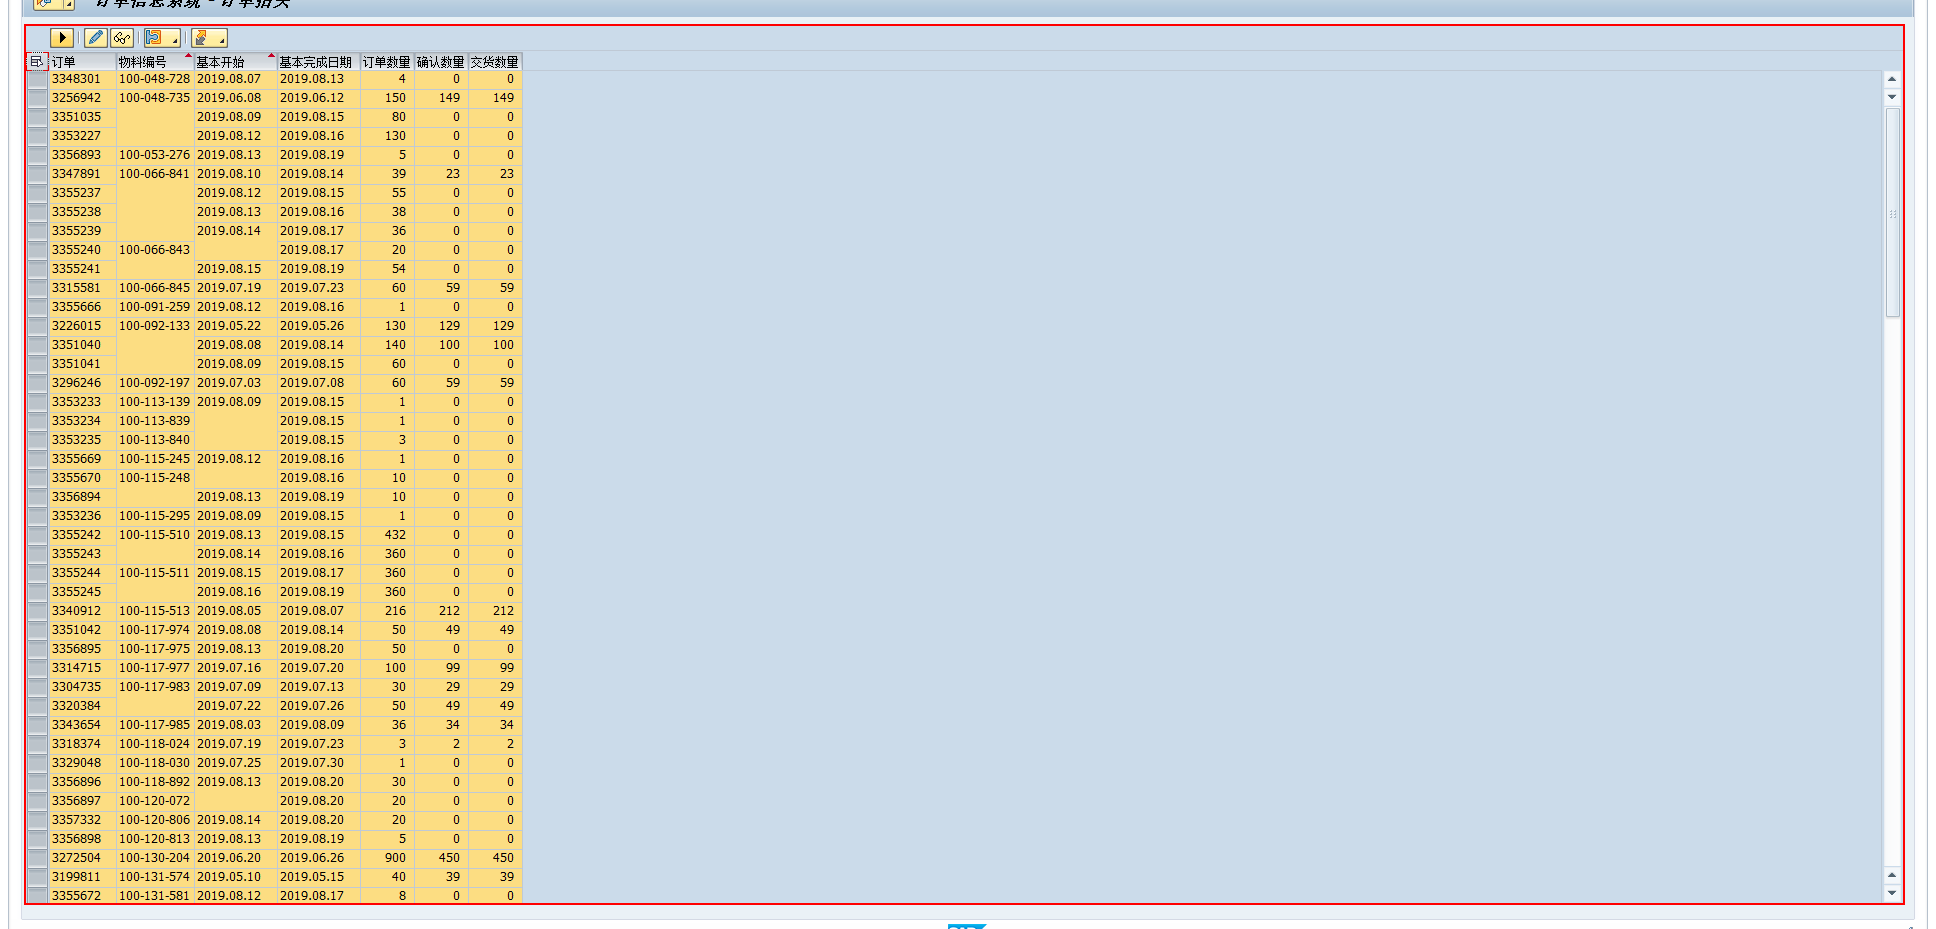 订单信息系统 - 订单抬头
订单 物料编号 基本开始 基本完成日期 订单数量 确认数量 交货数量
3348301 100-048-728 2019.08.07 2019.08.13 4 0 0
3256942 100-048-735 2019.06.08 2019.06.12 150 149 149
3351035 2019.08.09 2019.08.15 80 0 0
3353227 2019.08.12 2019.08.16 130 0 0
3356893 100-053-276 2019.08.13 2019.08.19 5 0 0
3347891 100-066-841 2019.08.10 2019.08.14 39 23 23
3355237 2019.08.12 2019.08.15 55 0 0
3355238 2019.08.13 2019.08.16 38 0 0
3355239 2019.08.14 2019.08.17 36 0 0
3355240 100-066-843 2019.08.17 20 0 0
3355241 2019.08.15 2019.08.19 54 0 0
3315581 100-066-845 2019.07.19 2019.07.23 60 59 59
3355666 100-091-259 2019.08.12 2019.08.16 1 0 0
3226015 100-092-133 2019.05.22 2019.05.26 130 129 129
3351040 2019.08.08 2019.08.14 140 100 100
3351041 2019.08.09 2019.08.15 60 0 0
3296246 100-092-197 2019.07.03 2019.07.08 60 59 59
3353233 100-113-139 2019.08.09 2019.08.15 1 0 0
3353234 100-113-839 2019.08.15 1 0 0
3353235 100-113-840 2019.08.15 3 0 0
3355669 100-115-245 2019.08.12 2019.08.16 1 0 0
3355670 100-115-248 2019.08.16 10 0 0
3356894 2019.08.13 2019.08.19 10 0 0
3353236 100-115-295 2019.08.09 2019.08.15 1 0 0
3355242 100-115-510 2019.08.13 2019.08.15 432 0 0
3355243 2019.08.14 2019.08.16 360 0 0
3355244 100-115-511 2019.08.15 2019.08.17 360 0 0
3355245 2019.08.16 2019.08.19 360 0 0
3340912 100-115-513 2019.08.05 2019.08.07 216 212 212
3351042 100-117-974 2019.08.08 2019.08.14 50 49 49
3356895 100-117-975 2019.08.13 2019.08.20 50 0 0
3314715 100-117-977 2019.07.16 2019.07.20 100 99 99
3304735 100-117-983 2019.07.09 2019.07.13 30 29 29
3320384 2019.07.22 2019.07.26 50 49 49
3343654 100-117-985 2019.08.03 2019.08.09 36 34 34
3318374 100-118-024 2019.07.19 2019.07.23 3 2 2
3329048 100-118-030 2019.07.25 2019.07.30 1 0 0
3356896 100-118-892 2019.08.13 2019.08.20 30 0 0
3356897 100-120-072 2019.08.20 20 0 0
3357332 100-120-806 2019.08.14 2019.08.20 20 0 0
3356898 100-120-813 2019.08.13 2019.08.19 5 0 0
3272504 100-130-204 2019.06.20 2019.06.26 900 450 450
3199811 100-131-574 2019.05.10 2019.05.15 40 39 39
3355672 100-131-581 2019.08.12 2019.08.17 8 0 0